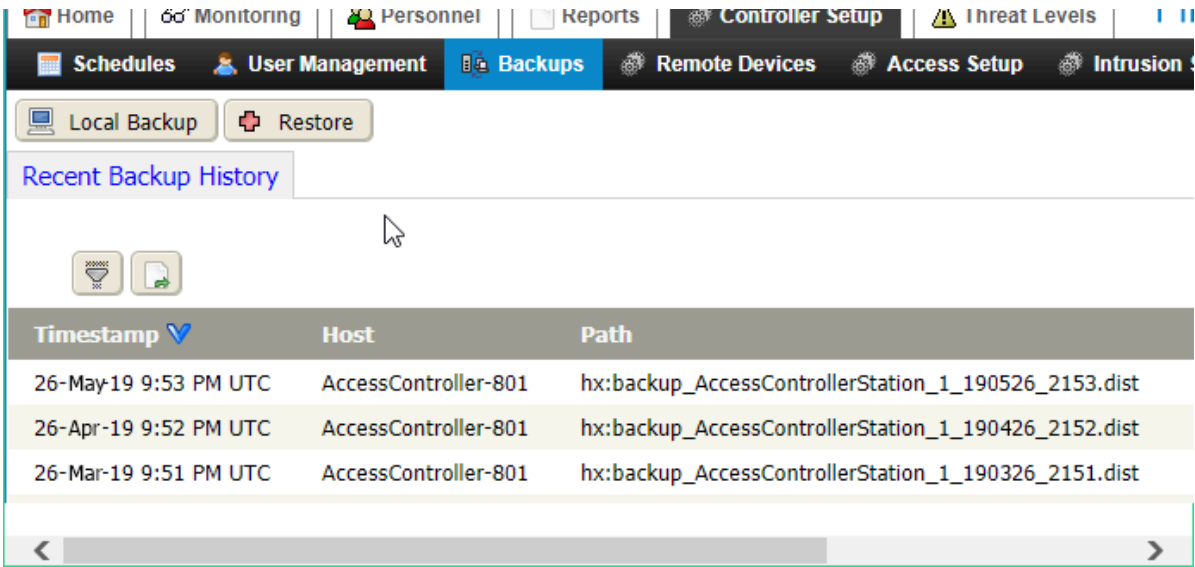 Home Monitoring Personnel Reports Controller Setup Threat Levels
Schedules User Management Backups Remote Devices Access Setup Intrusion
Local Backup Restore
Recent Backup History
Timestamp Host Path
26-May-19 9:53 PM UTC AccessController-801 hx:backup_AccessControllerStation_1_190526_2153.dist
26-Apr-19 9:52 PM UTC AccessController-801 hx:backup_AccessControllerStation_1_190426_2152.dist
26-Mar-19 9:51 PM UTC AccessController-801 hx:backup_AccessControllerStation_1_190326_2151.dist